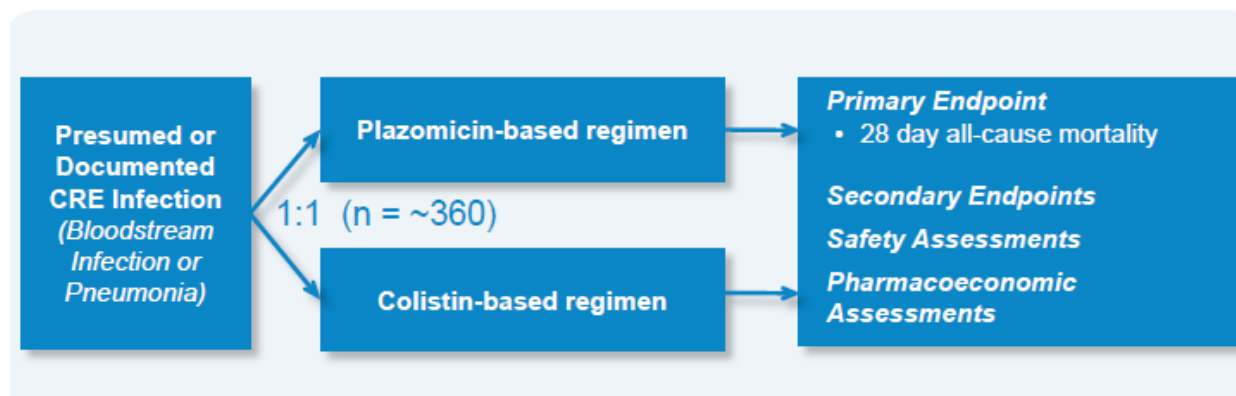 Presumed or
Documented
CRE Infection
(Bloodstream
Infection or
Pneumonia)
Plazomicin-based regimen
1:1 (n = ~360)
Colistin-based regimen
Primary Endpoint
• 28 day all-cause mortality
Secondary Endpoints
Safety Assessments
Pharmacoeconomic
Assessments